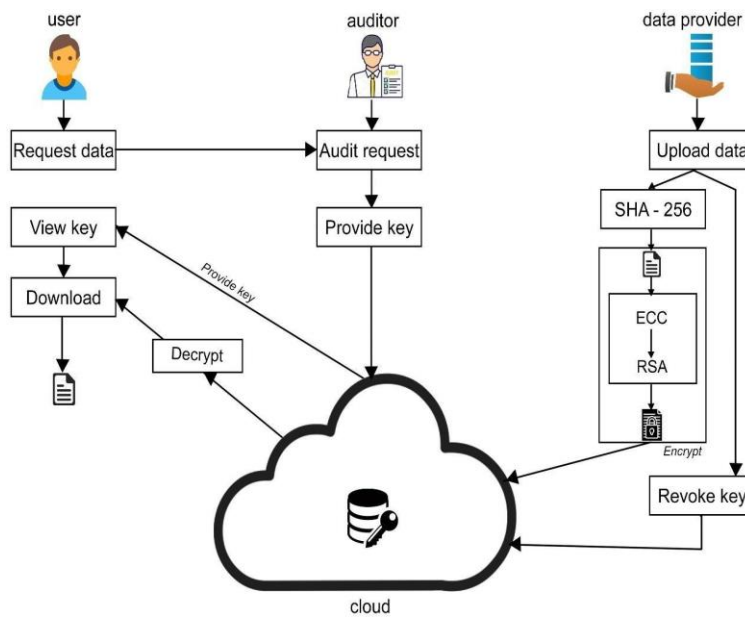 user
auditor
data provider
Request data
Audit request
Upload data
View key
Provide key
SHA - 256
Provide key
Download
ECC
Decrypt
RSA
Encrypt
Revoke key
cloud